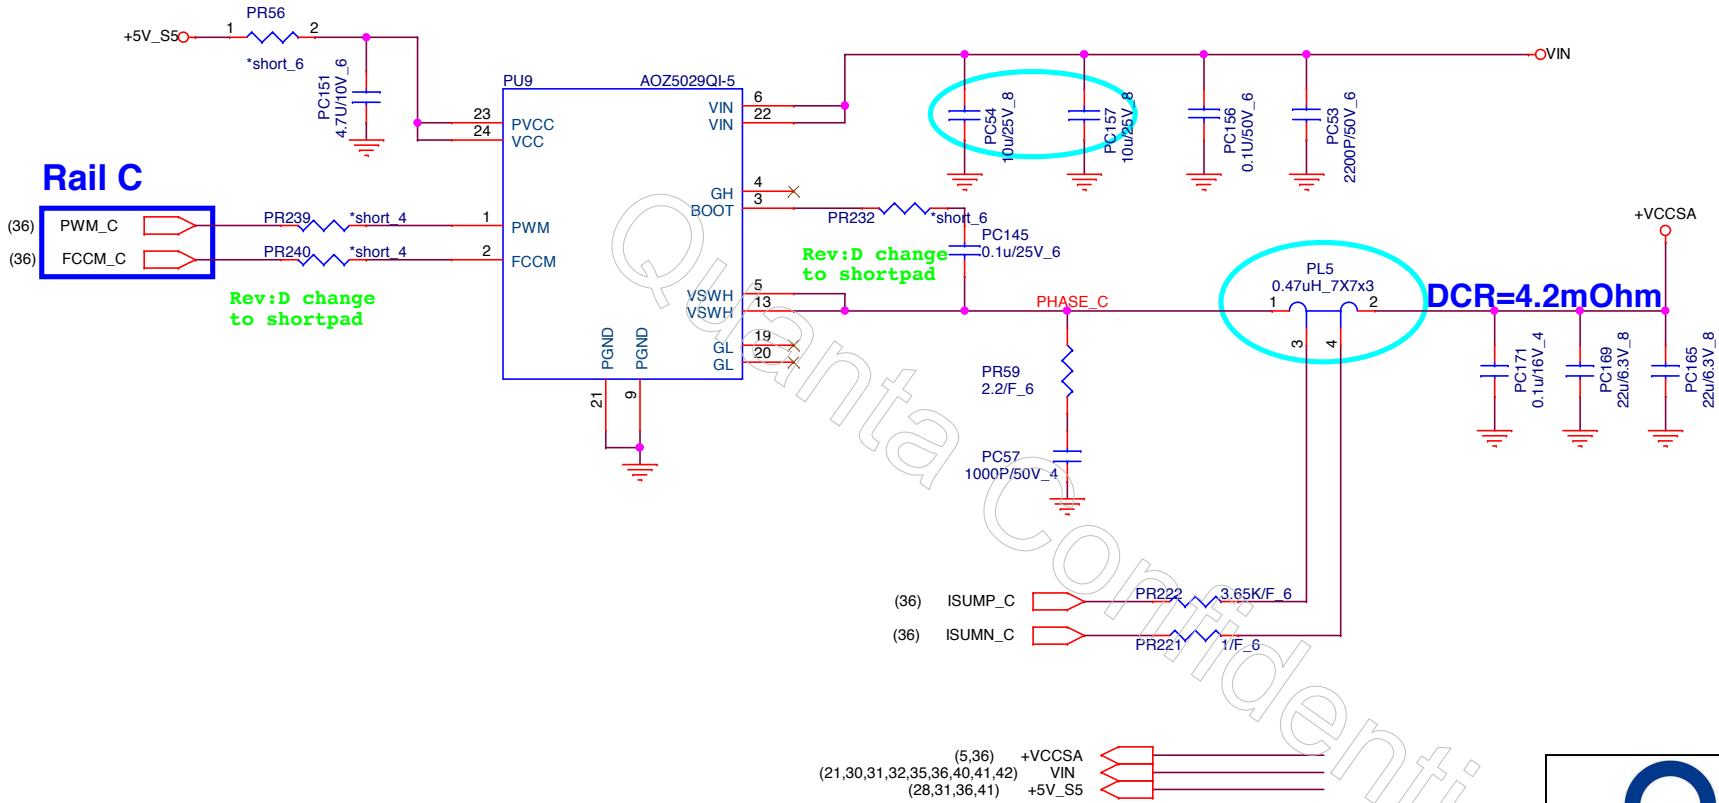 PR56
+5V_S5
1
2
*short_6
PC151
4.7U/10V_6
PU9
AOZ5029QI-5
23
24
PVCC
VCC
VIN
VIN
6
22
VIN
PC54
10u/25V_8
PC157
10u/25V_8
PC156
0.1U/50V_6
PC53
2200P/50V_6
Rail C
(36)
PWM_C
PR239
*short_4
1
PWM
(36)
FCCM_C
PR240
*short_4
2
FCCM
Rev:D change
to shortpad
GH
BOOT
4
3
PR232
*short_6
PC145
0.1u/25V_6
Rev:D change
to shortpad
VSWH
VSWH
5
13
GL
GL
19
20
PGND
PGND
21
9
PHASE_C
PR59
2.2/F_6
PC57
1000P/50V_4
PL5
0.47uH_7X7x3
1
2
3
4
DCR=4.2mOhm
+VCCSA
PC171
0.1u/16V_4
PC169
22u/6.3V_8
PC165
22u/6.3V_8
(36)
ISUMP_C
PR222
3.65K/F_6
(36)
ISUMN_C
PR221
1/F_6
Quanta Confidenti
(5,36)
+VCCSA
(21,30,31,32,35,36,40,41,42)
VIN
(28,31,36,41)
+5V_S5